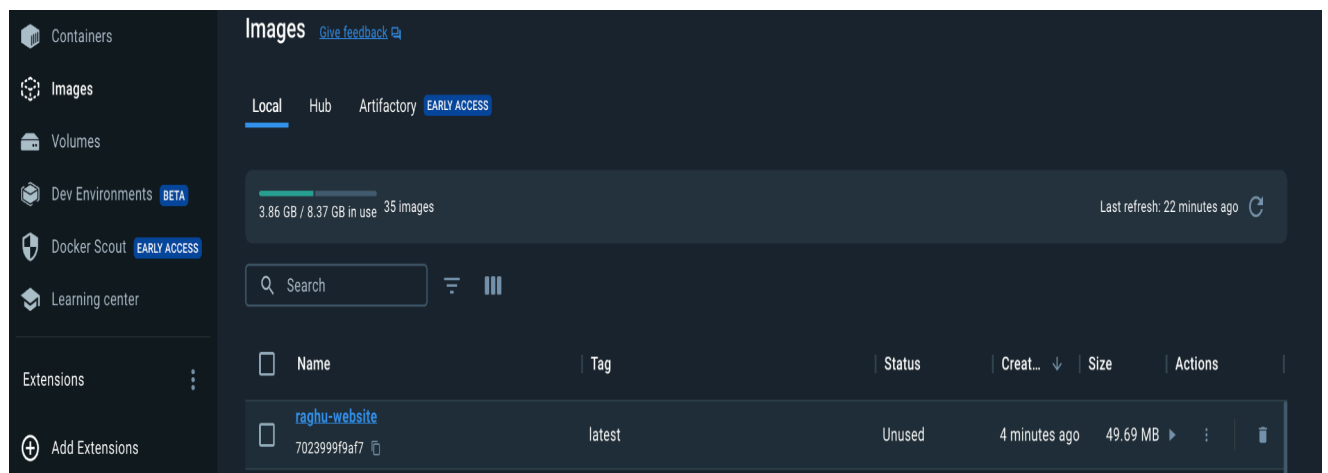 Containers
Images
Volumes
Dev Environments BETA
Docker Scout EARLY ACCESS
Learning center
Extensions
Add Extensions
Images Give feedback
Local Hub Artifactory EARLY ACCESS
3.86 GB / 8.37 GB in use 35 images Last refresh: 22 minutes ago
Search
Name Tag Status Creat... Size Actions
raghu-website
7023999f9af7 latest Unused 4 minutes ago 49.69 MB